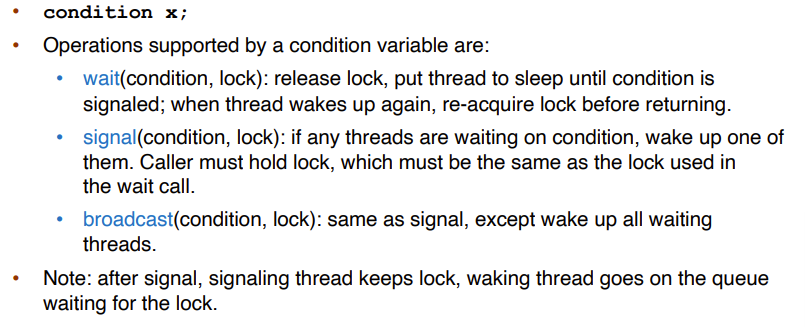 • condition x;
• Operations supported by a condition variable are:
• wait(condition, lock): release lock, put thread to sleep until condition is
signaled; when thread wakes up again, re-acquire lock before returning.
• signal(condition, lock): if any threads are waiting on condition, wake up one of
them. Caller must hold lock, which must be the same as the lock used in
the wait call.
• broadcast(condition, lock): same as signal, except wake up all waiting
threads.
• Note: after signal, signaling thread keeps lock, waking thread goes on the queue
waiting for the lock.